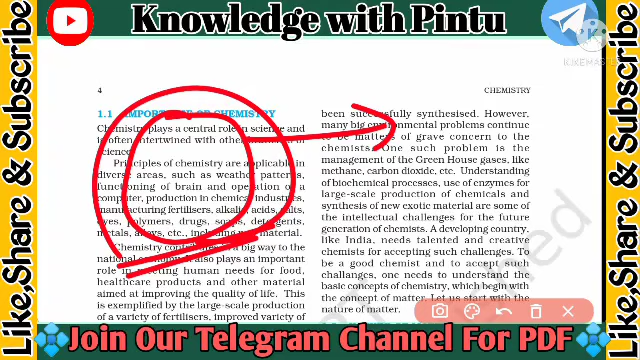 Knowledge with Pintu
Like,Share & Subscribe
Like,Share & Subscribe
KINEMASTER
4
CHEMISTRY
1.1 IMPORTANCE OF CHEMISTRY
Chemistry plays a central role in science and
is often intertwined with other branches of
science.
Principles of chemistry are applicable in
diverse areas, such as weather patterns,
functioning of brain and operation of a
computer, production in chemical industries,
manufacturing fertilisers, alkalis, acids, salts,
dyes, polymers, drugs, soaps, detergents,
metals, alloys, etc., including new material.
Chemistry contributes in a big way to the
national economy. It also plays an important
role in meeting human needs for food,
healthcare products and other material
aimed at improving the quality of life. This
is exemplified by the large-scale production
of a variety of fertilisers, improved variety of
been successfully synthesised. However,
many big environmental problems continue
to be matters of grave concern to the
chemists. One such problem is the
management of the Green House gases, like
methane, carbon dioxide, etc. Understanding
of biochemical processes, use of enzymes for
large-scale production of chemicals and
synthesis of new exotic material are some of
the intellectual challenges for the future
generation of chemists. A developing country,
like India, needs talented and creative
chemists for accepting such challenges. To
be a good chemist and to accept such
challenges, one needs to understand the
basic concepts of chemistry, which begin with
the concept of matter. Let us start with the
nature of matter.
Join Our Telegram Channel For PDF